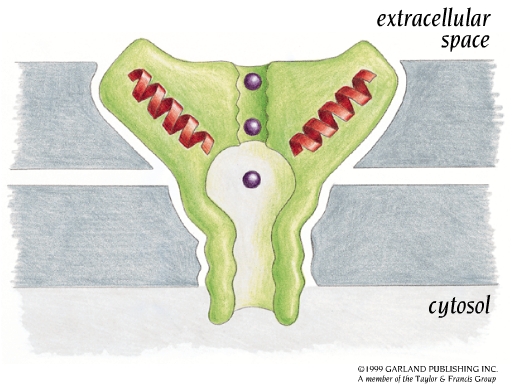 extracellular
space
cytosol
©1999 GARLAND PUBLISHING INC.
A member of the Taylor & Francis Group